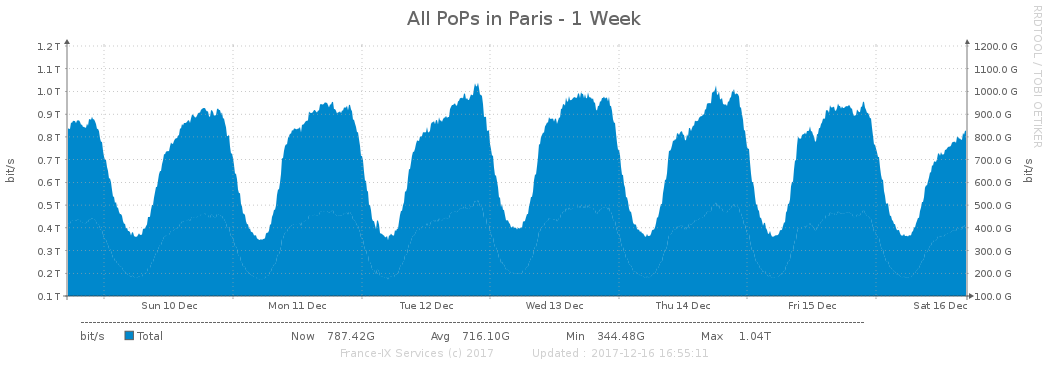 All PoPs in Paris - 1 Week
RRDTOOL / TOBI OETIKER
1.2 T 1200.0 G
1.1 T 1100.0 G
1.0 T 1000.0 G
0.9 T 900.0 G
0.8 T 800.0 G
0.7 T 700.0 G
0.6 T 600.0 G
0.5 T 500.0 G
0.4 T 400.0 G
0.3 T 300.0 G
0.2 T 200.0 G
0.1 T 100.0 G
bit/s
bit/s
Sun 10 Dec Mon 11 Dec Tue 12 Dec Wed 13 Dec Thu 14 Dec Fri 15 Dec Sat 16 Dec
bit/s Total Now 787.42G Avg 716.10G Min 344.48G Max 1.04T
France-IX Services (c) 2017 Updated : 2017-12-16 16:55:11